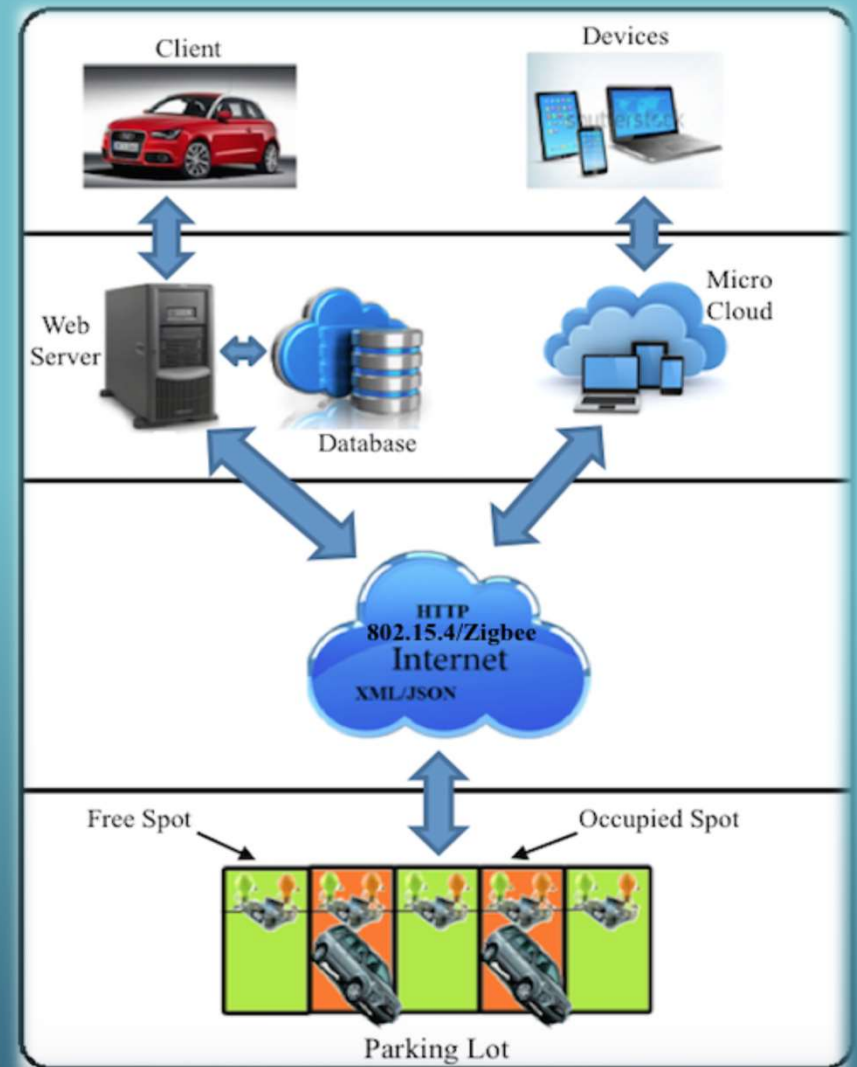 Client
Devices
shutterstock
Web
Server
Database
Micro
Cloud
HTTP
802.15.4/Zigbee
Internet
XML/JSON
Free Spot
Occupied Spot
Parking Lot